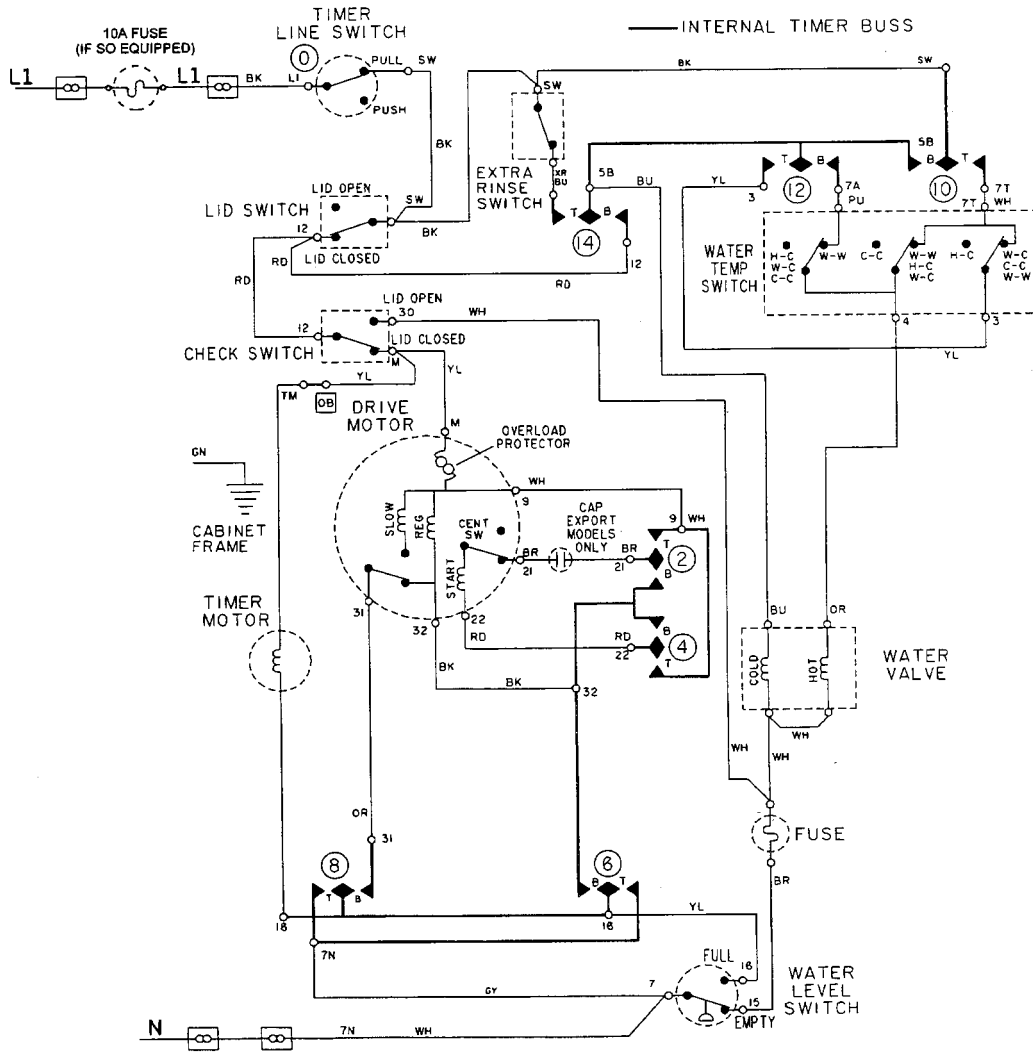 TIMER
LINE SWITCH
INTERNAL TIMER BUSS
10A FUSE
(IF SO EQUIPPED)
0
PULL
SW
BK
SW
L1
L1
BK
L1
PUSH
SW
BK
XR
BU
EXTRA
RINSE
SWITCH
5B
BU
T
B
14
12
5B
T
B
12
B
T
10
YL
3
7A
PU
7T
7T
WH
LID OPEN
LID SWITCH
SW
BK
12
LID CLOSED
RD
RD
RD
WATER
TEMP
SWITCH
H-C
W-C
C-C
W-W
C-C
W-W
H-C
W-C
H-C
W-C
C-C
W-W
4
3
YL
LID OPEN
30
WH
12
LID CLOSED
CHECK SWITCH
M
YL
YL
TM
OB
DRIVE
MOTOR
M
OVERLOAD
PROTECTOR
GN
CABINET
FRAME
SLOW
REG
CENT
SW
START
9
WH
CAP
EXPORT
MODELS
ONLY
BR
21
BR
21
9
WH
T
2
B
B
4
T
31
32
22
RD
RD
22
BK
BK
32
TIMER
MOTOR
BU
OR
COLD
HOT
WATER
VALVE
WH
WH
WH
OR
31
FUSE
BR
8
T
B
6
B
T
18
16
YL
7N
FULL
16
7
GY
15
EMPTY
WATER
LEVEL
SWITCH
N
7N
WH